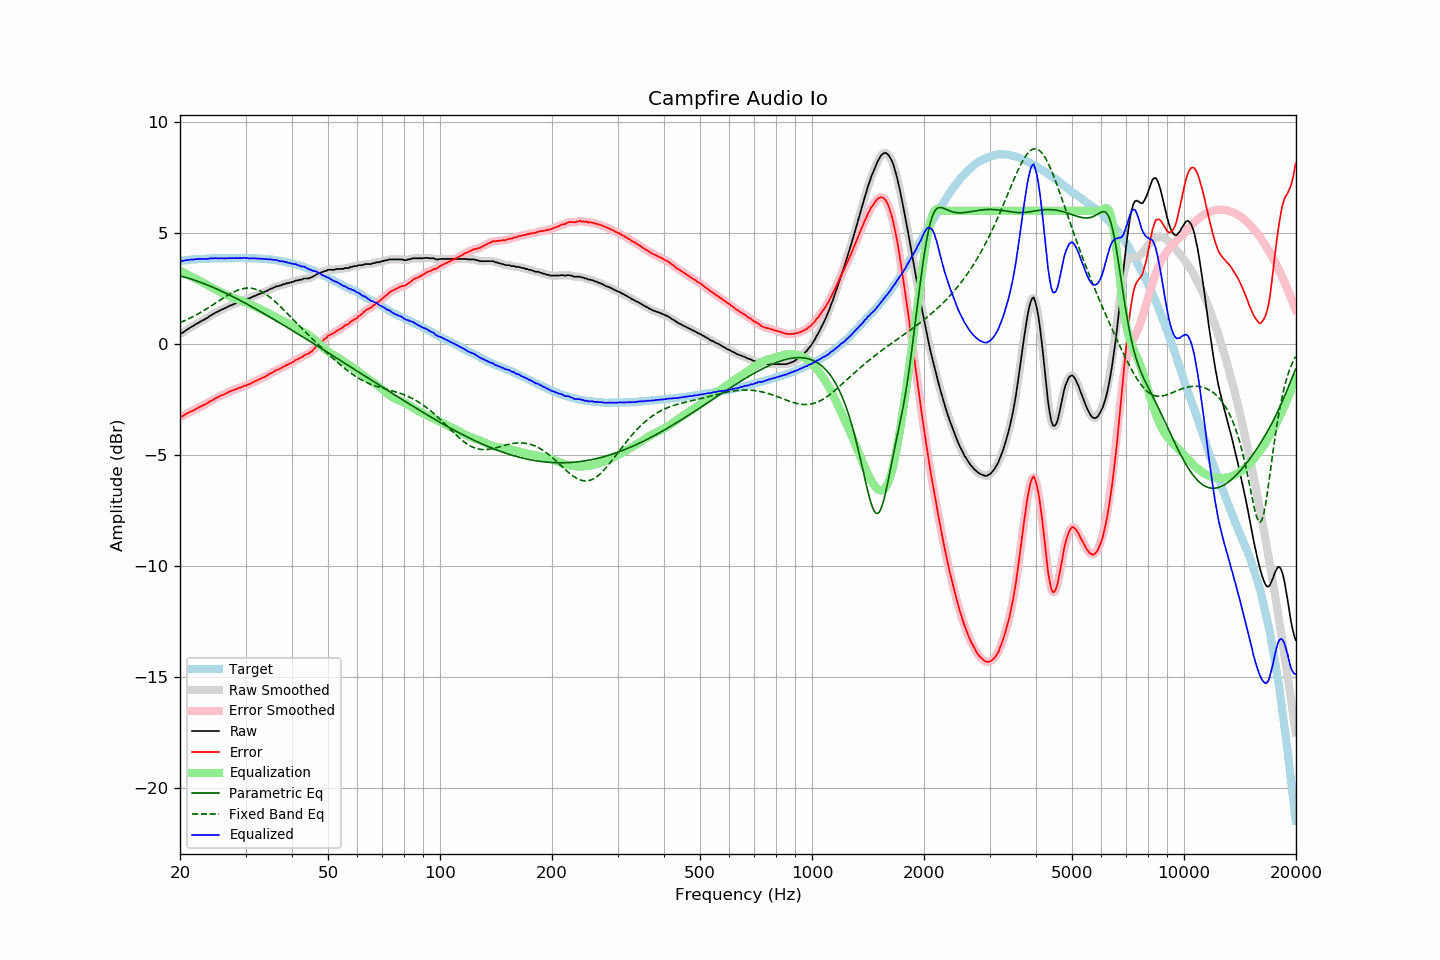 Campfire Audio Io
10
5
0
−5
−10
−15
−20
Amplitude (dBr)
Target
Raw Smoothed
Error Smoothed
Raw
Error
Equalization
Parametric Eq
Fixed Band Eq
Equalized
20 50 100 200 500 1000 2000 5000 10000 20000
Frequency (Hz)